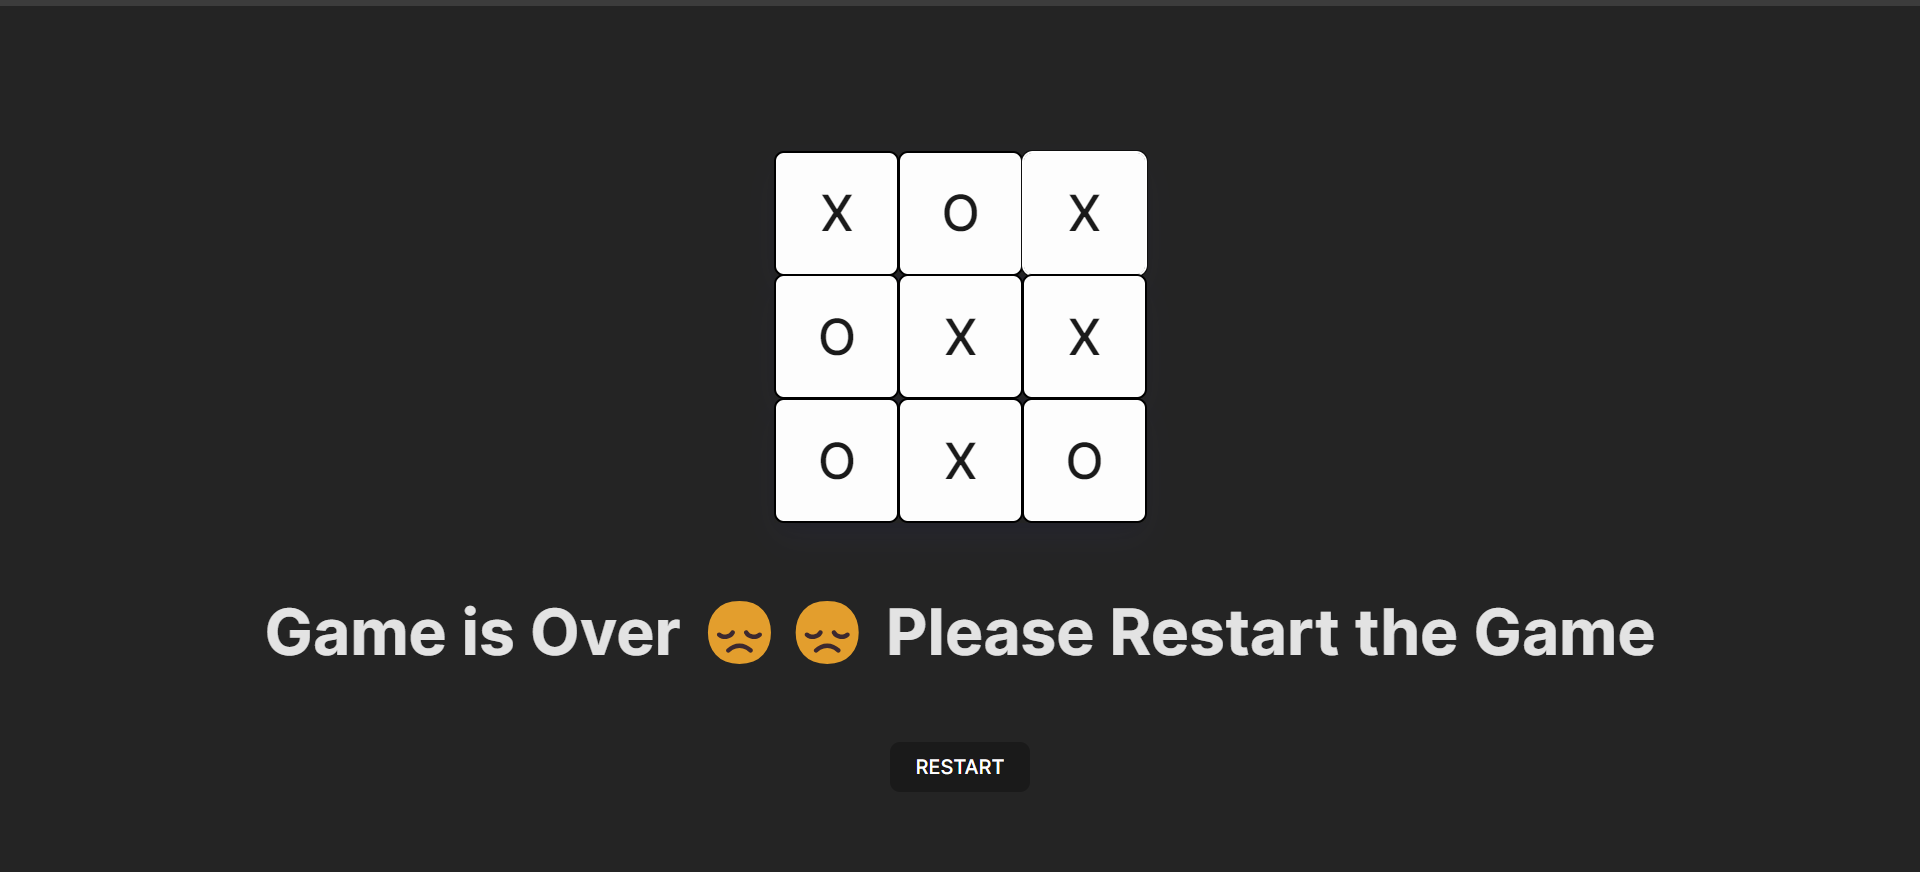 X O X
O X X
O X O
Game is Over 😞 😞 Please Restart the Game
RESTART